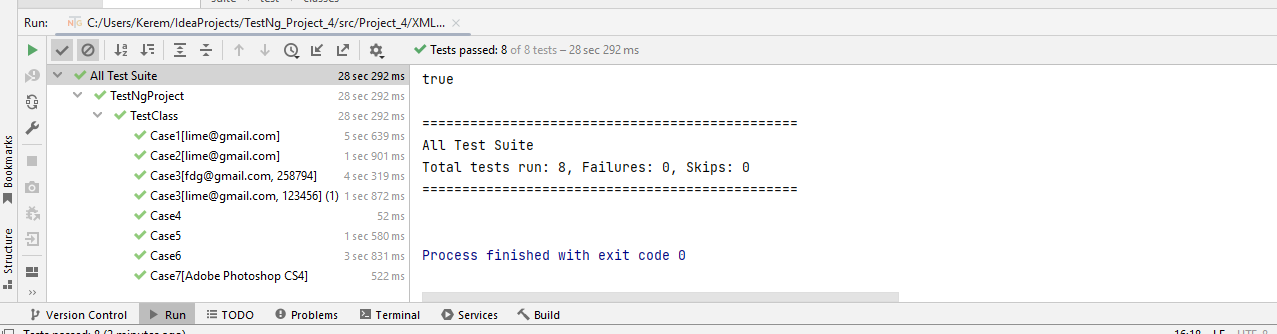 suite
test
classes
Run:
C:/Users/Kerem/IdeaProjects/TestNg_Project_4/src/Project_4/XML...
Tests passed: 8 of 8 tests – 28 sec 292 ms
All Test Suite 28 sec 292 ms
TestNgProject 28 sec 292 ms
TestClass 28 sec 292 ms
Case1[lime@gmail.com] 5 sec 639 ms
Case2[lime@gmail.com] 1 sec 901 ms
Case3[fdg@gmail.com, 258794] 4 sec 319 ms
Case3[lime@gmail.com, 123456] (1) 1 sec 872 ms
Case4 52 ms
Case5 1 sec 580 ms
Case6 3 sec 831 ms
Case7[Adobe Photoshop CS4] 522 ms
true
===============================================
All Test Suite
Total tests run: 8, Failures: 0, Skips: 0
===============================================
Process finished with exit code 0
Bookmarks
Structure
Version Control
Run
TODO
Problems
Terminal
Services
Build
Tests passed: 8 (2 minutes ago)
16:18 LF UTF-8